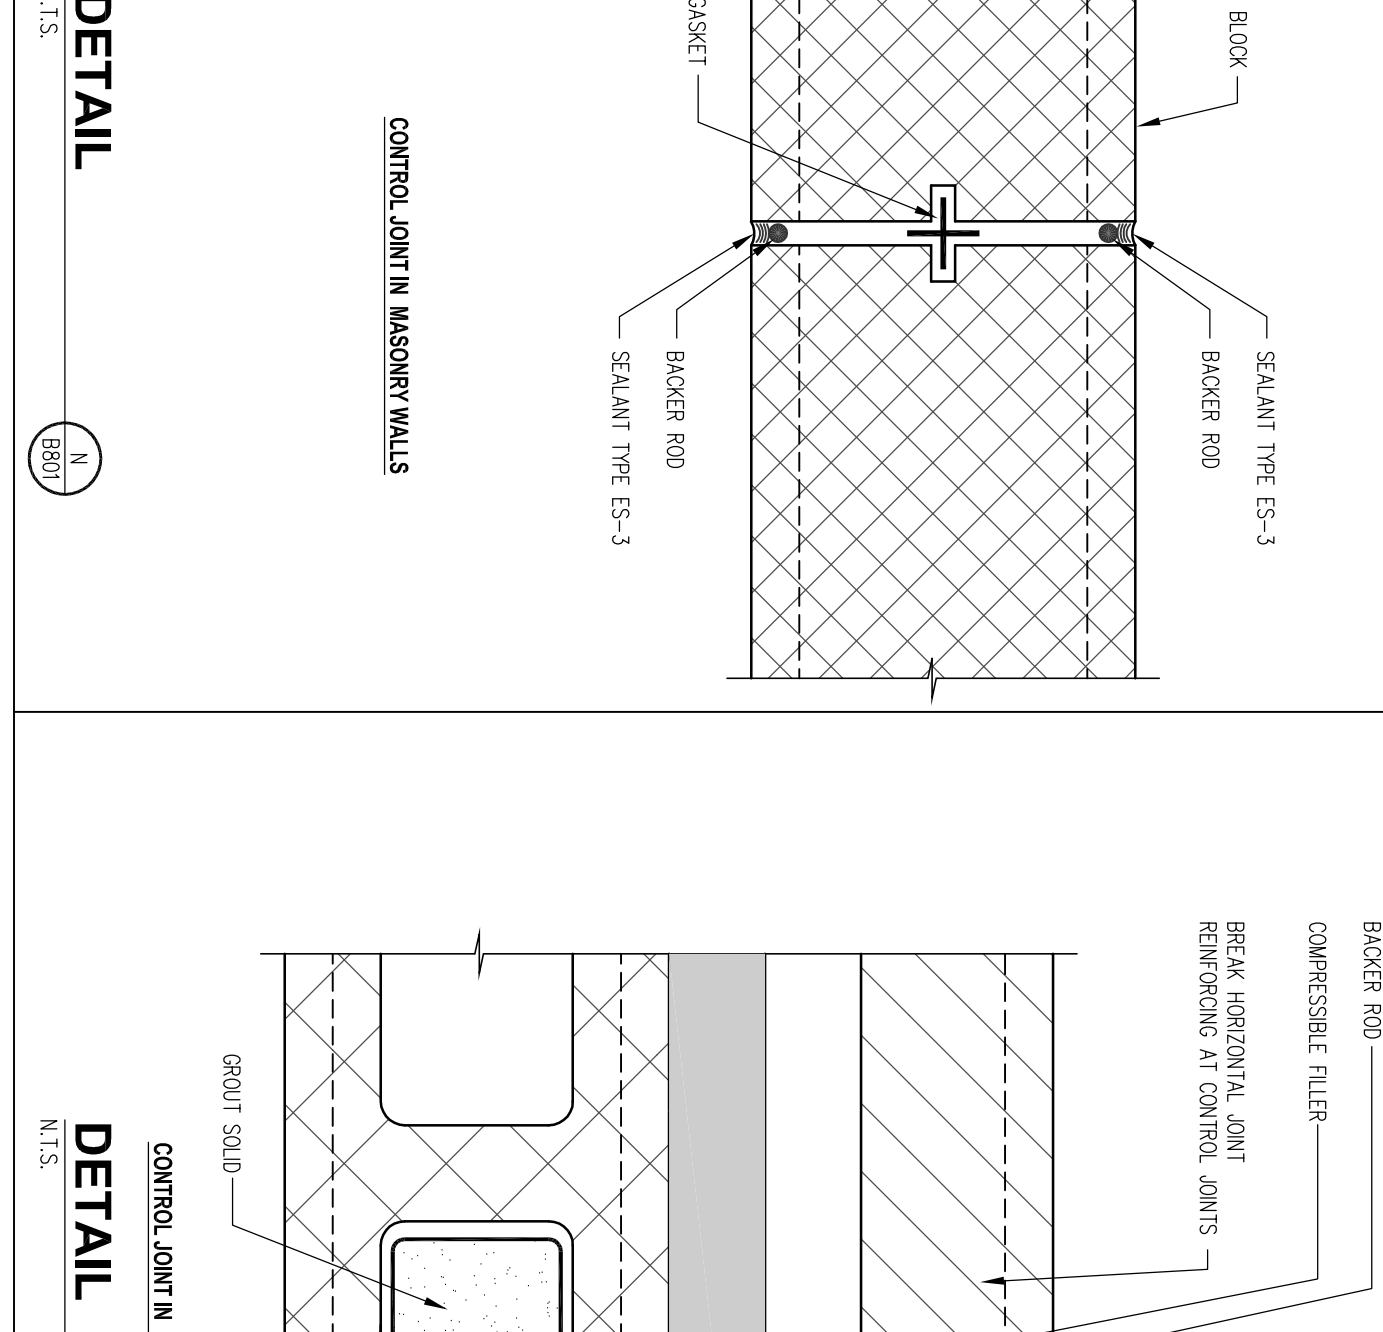 BLOCK
GASKET
SEALANT TYPE ES-3
BACKER ROD
BACKER ROD
SEALANT TYPE ES-3
CONTROL JOINT IN MASONRY WALLS
DETAIL
N.T.S.
N
B801
BACKER ROD
COMPRESSIBLE FILLER
BREAK HORIZONTAL JOINT
REINFORCING AT CONTROL JOINTS
GROUT SOLID
CONTROL JOINT IN
DETAIL
N.T.S.